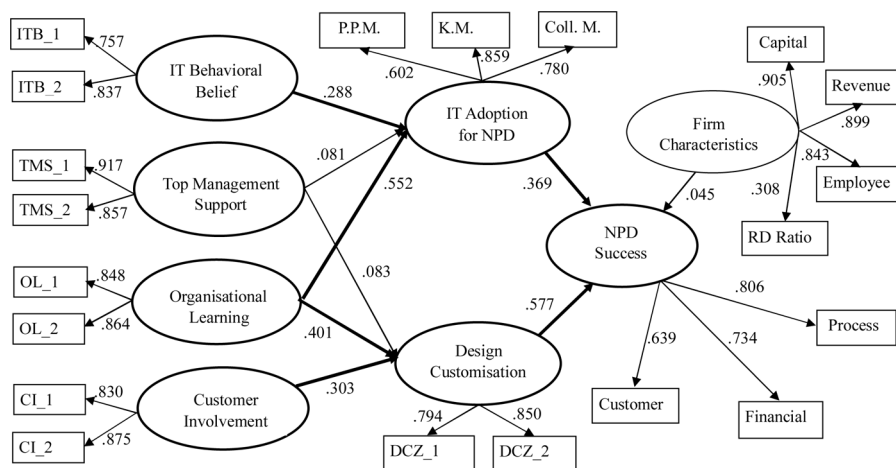 P.P.M.
K.M.
Coll. M.
ITB_1
.757
ITB_2
.837
IT Behavioral
Belief
.288
.602
.859
.780
IT Adoption
for NPD
Capital
.905
Revenue
.899
Firm
Characteristics
.843
Employee
.308
RD Ratio
.045
TMS_1
.917
TMS_2
.857
Top Management
Support
.081
.552
.083
.369
NPD
Success
OL_1
.848
OL_2
.864
Organisational
Learning
.401
.577
.806
Process
.639
.734
Customer
Financial
Design
Customisation
.303
CI_1
.830
CI_2
.875
Customer
Involvement
.794
.850
DCZ_1
DCZ_2